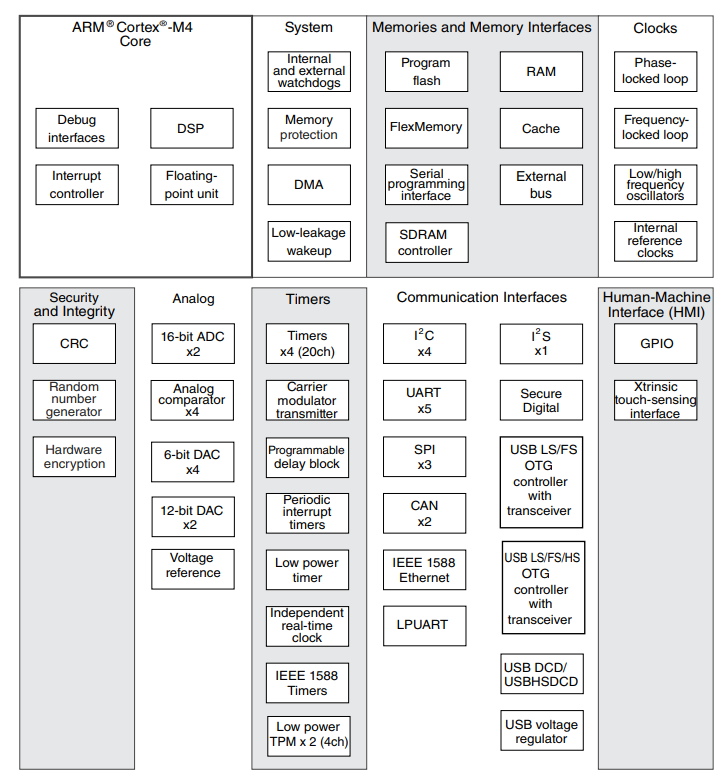 ARM® Cortex®-M4
Core
Debug
interfaces
DSP
Interrupt
controller
Floating-
point unit
System
Internal
and external
watchdogs
Memory
protection
DMA
Low-leakage
wakeup
Memories and Memory Interfaces
Program
flash
RAM
FlexMemory
Cache
Serial
programming
interface
External
bus
SDRAM
controller
Clocks
Phase-
locked loop
Frequency-
locked loop
Low/high
frequency
oscillators
Internal
reference
clocks
Security
and Integrity
CRC
Random
number
generator
Hardware
encryption
Analog
16-bit ADC
x2
Analog
comparator
x4
6-bit DAC
x4
12-bit DAC
x2
Voltage
reference
Timers
Timers
x4 (20ch)
Carrier
modulator
transmitter
Programmable
delay block
Periodic
interrupt
timers
Low power
timer
Independent
real-time
clock
IEEE 1588
Timers
Low power
TPM x 2 (4ch)
Communication Interfaces
I²C
x4
I²S
x1
UART
x5
Secure
Digital
SPI
x3
USB LS/FS
OTG
controller
with
transceiver
CAN
x2
IEEE 1588
Ethernet
USB LS/FS/HS
OTG
controller
with
transceiver
LPUART
USB DCD/
USBHSDCD
USB voltage
regulator
Human-Machine
Interface (HMI)
GPIO
Xtrinsic
touch-sensing
interface